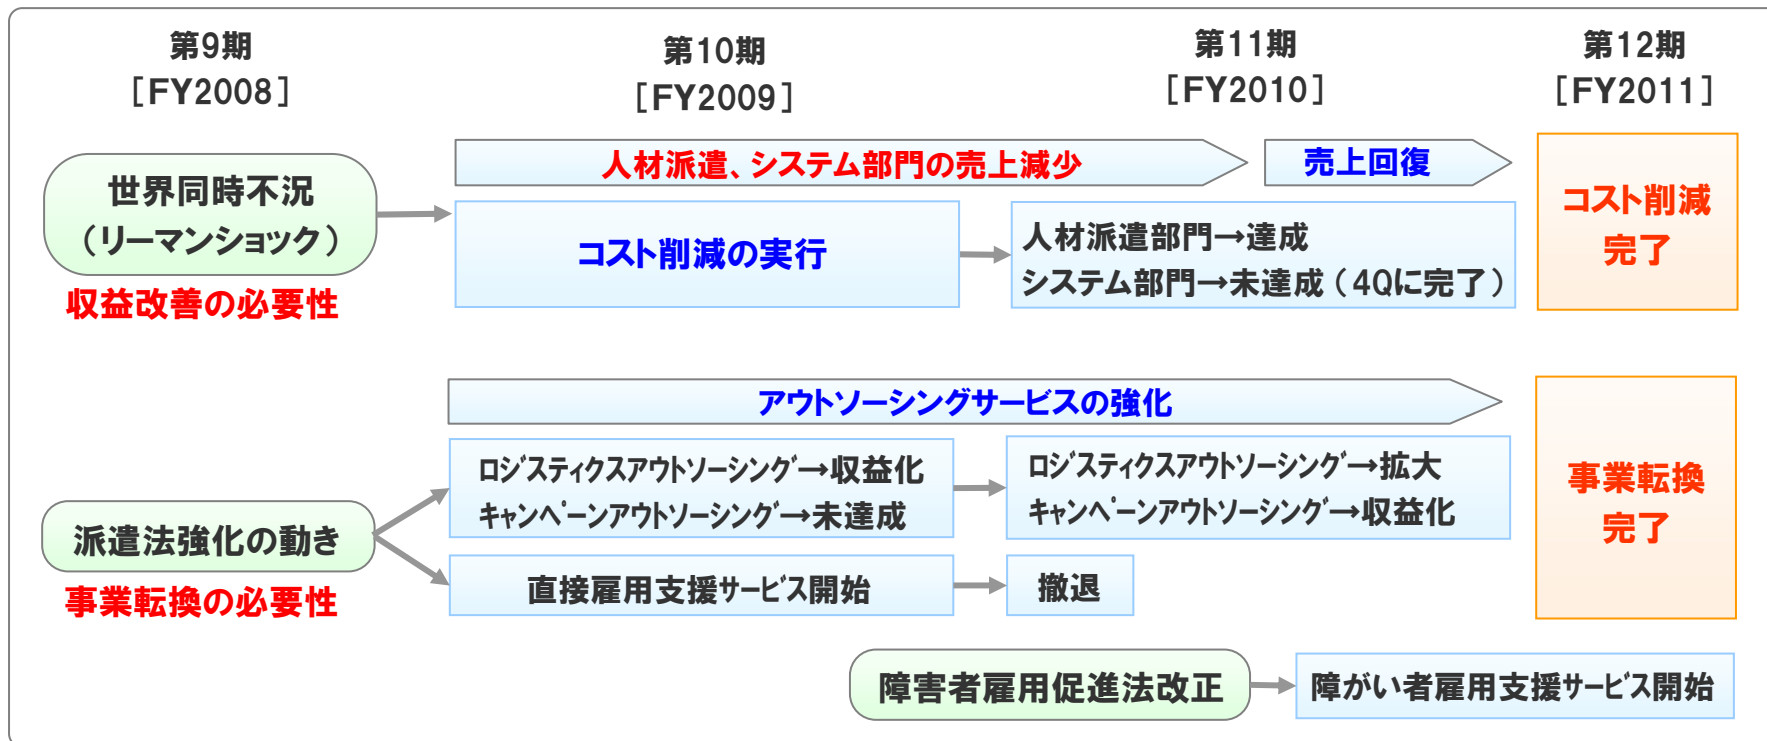 第9期
［FY2008］
第10期
［FY2009］
第11期
［FY2010］
第12期
［FY2011］
世界同時不況
（リーマンショック）
収益改善の必要性
人材派遣、システム部門の売上減少
売上回復
コスト削減の実行
人材派遣部門→達成
システム部門→未達成（4Qに完了）
コスト削減
完了
アウトソーシングサービスの強化
派遣法強化の動き
事業転換の必要性
ロジスティクスアウトソーシング→収益化
キャンペーンアウトソーシング→未達成
ロジスティクスアウトソーシング→拡大
キャンペーンアウトソーシング→収益化
直接雇用支援サービス開始
撤退
事業転換
完了
障害者雇用促進法改正
障がい者雇用支援サービス開始